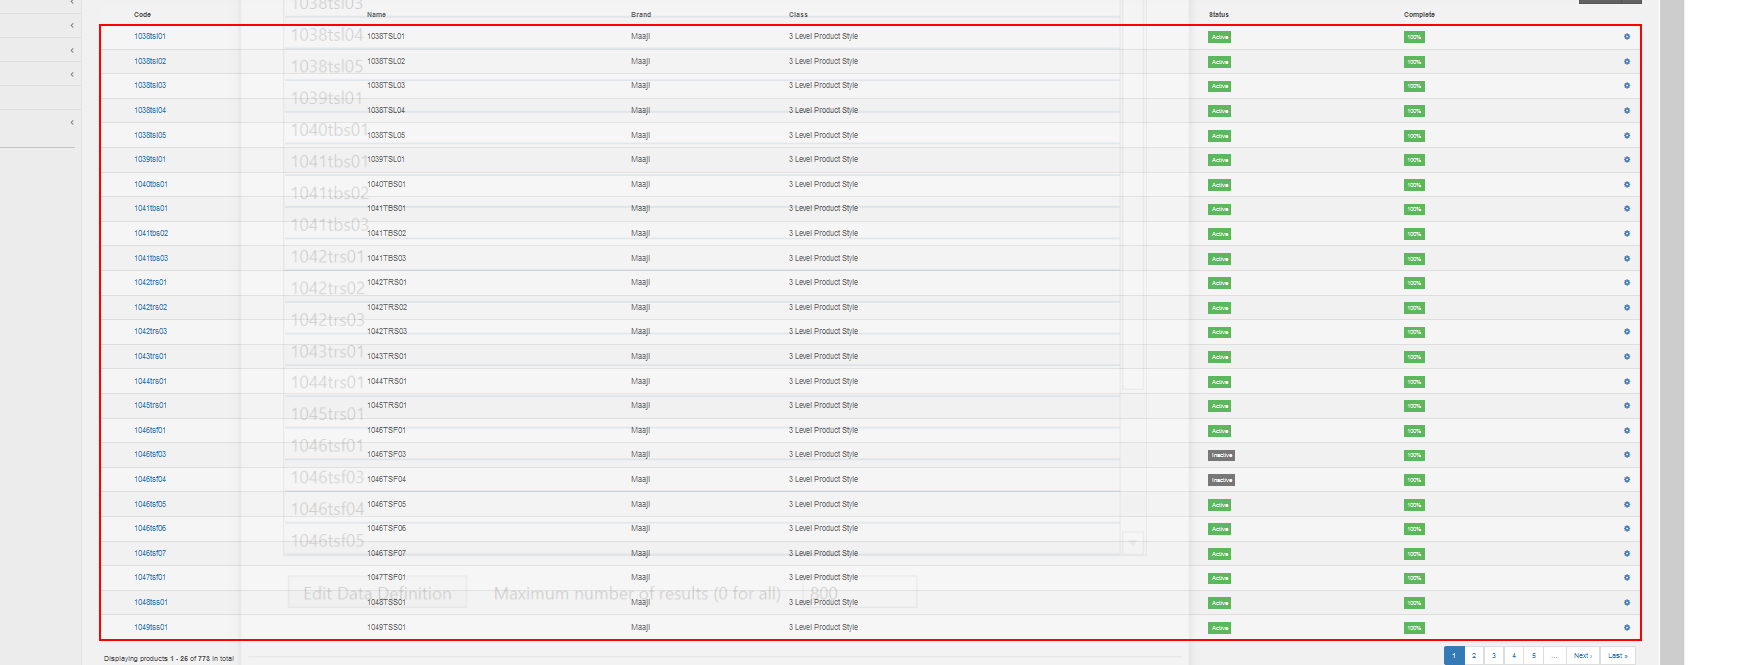 1038tsl03
Code Name Brand Class Status Complete
1038tsl01 1038tsl04 1038TSL01 Maaji 3 Level Product Style Active 100%
1038tsl02 1038TSL02 Maaji 3 Level Product Style Active 100%
1038tsl05
1038tsl03 1038TSL03 Maaji 3 Level Product Style Active 100%
1039tsl01
1038tsl04 1038TSL04 Maaji 3 Level Product Style Active 100%
1038tsl05 1040tbs01 1038TSL05 Maaji 3 Level Product Style Active 100%
1039tsl01 1041tbs01 1039TSL01 Maaji 3 Level Product Style Active 100%
1040tbs01 1040TBS01 Maaji 3 Level Product Style Active 100%
1041tbs02
1041tbs01 1041TBS01 Maaji 3 Level Product Style Active 100%
1041tbs03
1041tbs02 1041TBS02 Maaji 3 Level Product Style Active 100%
1041tbs03 1042trs01 1041TBS03 Maaji 3 Level Product Style Active 100%
1042trs01 1042trs02 1042TRS01 Maaji 3 Level Product Style Active 100%
1042trs02 1042TRS02 Maaji 3 Level Product Style Active 100%
1042trs03
1042trs03 1042TRS03 Maaji 3 Level Product Style Active 100%
1043trs01 1043trs01 1043TRS01 Maaji 3 Level Product Style Active 100%
1044trs01 1044trs01 1044TRS01 Maaji 3 Level Product Style Active 100%
1045trs01 1045TRS01 Maaji 3 Level Product Style Active 100%
1045trs01
1046tsf01 1046TSF01 Maaji 3 Level Product Style Active 100%
1046tsf01
1046tsf03 1046TSF03 Maaji 3 Level Product Style Inactive 100%
1046tsf04 1046tsf03 1046TSF04 Maaji 3 Level Product Style Inactive 100%
1046tsf05 1046tsf04 1046TSF05 Maaji 3 Level Product Style Active 100%
1046tsf06 1046TSF06 Maaji 3 Level Product Style Active 100%
1046tsf05
1046tsf07 1046TSF07 Maaji 3 Level Product Style Active 100%
1047tsf01 1047TSF01 Maaji 3 Level Product Style Active 100%
Edit Data Definition Maximum number of results (0 for all) 800
1048tss01 1048TSS01 Maaji 3 Level Product Style Active 100%
1049tss01 1049TSS01 Maaji 3 Level Product Style Active 100%
Displaying products 1 - 25 of 773 in total 1 2 3 4 5 ... Next › Last »